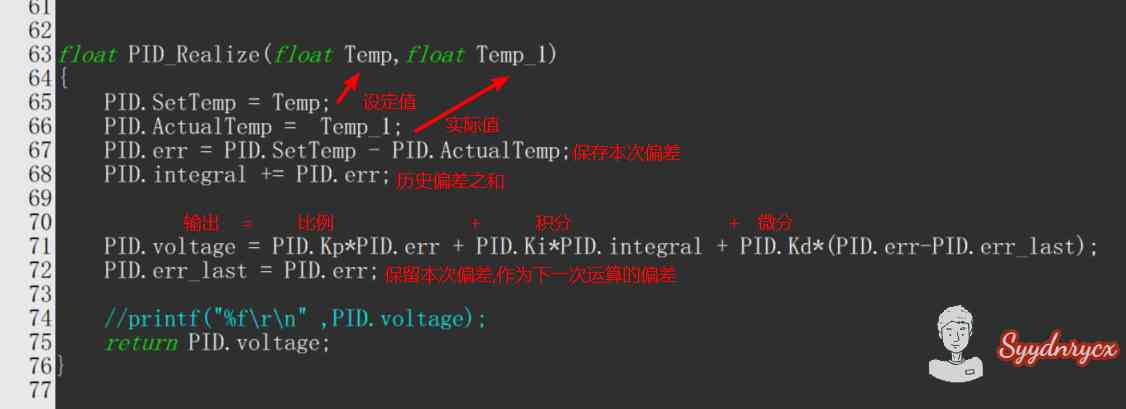 61
62
63 float PID_Realize(float Temp,float Temp_1)
64 {
65 PID.SetTemp = Temp; 设定值
66 PID.ActualTemp =  Temp_1; 实际值
67 PID.err = PID.SetTemp - PID.ActualTemp;保存本次偏差
68 PID.integral += PID.err; 历史偏差之和
69
70 输出 = 比例 + 积分 + 微分
71 PID.voltage = PID.Kp*PID.err + PID.Ki*PID.integral + PID.Kd*(PID.err-PID.err_last);
72 PID.err_last = PID.err; 保留本次偏差,作为下一次运算的偏差
73
74 //printf("%f\r\n" ,PID.voltage);
75 return PID.voltage;
76 }
77
Syydnrycx